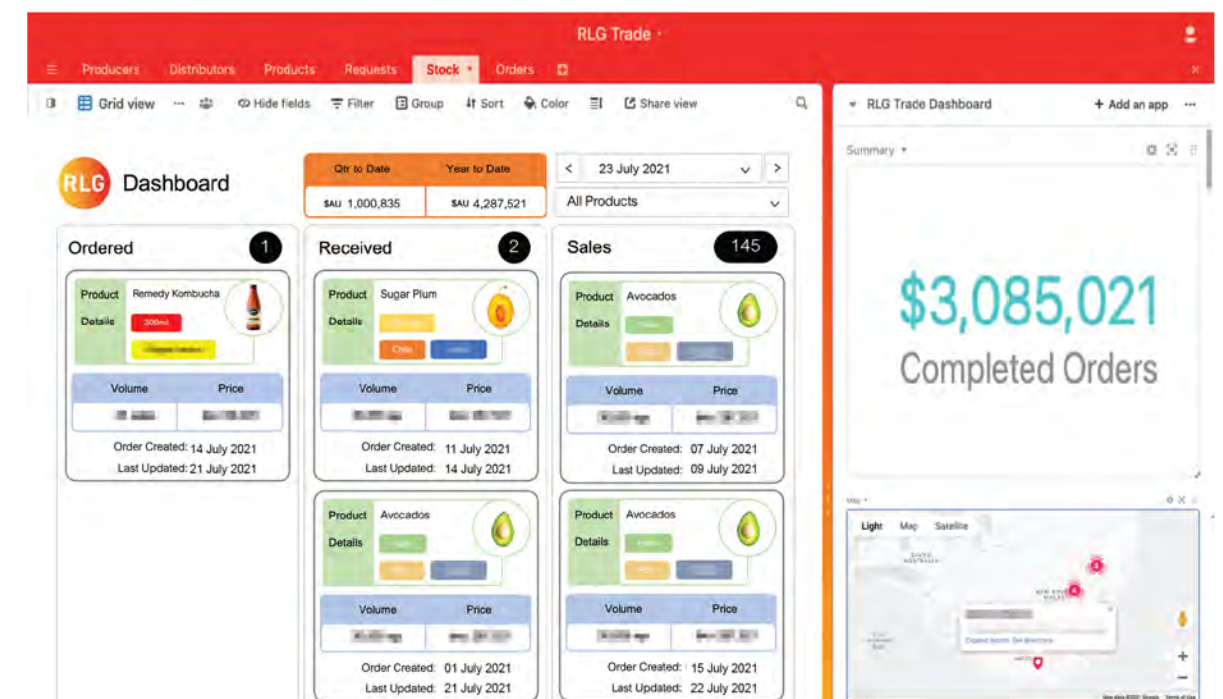 RLG Trade
Producers Distributors Products Requests Stock Orders
Grid view ... Hide fields Filter Group Sort Color Share view
RLG Trade Dashboard + Add an app ...
Summary
RLG Dashboard
Qtr to Date Year to Date
$AU 1,000,835 $AU 4,287,521
< 23 July 2021 >
All Products
$3,085,021
Completed Orders
Ordered 1
Product Remedy Kombucha
Details 300ml
Volume Price
Order Created: 14 July 2021
Last Updated: 21 July 2021
Received 2
Product Sugar Plum
Details
Chile
Volume Price
Order Created: 11 July 2021
Last Updated: 14 July 2021
Product Avocados
Details
Volume Price
Order Created: 01 July 2021
Last Updated: 21 July 2021
Sales 145
Product Avocados
Details
Volume Price
Order Created: 07 July 2021
Last Updated: 09 July 2021
Product Avocados
Details
Volume Price
Order Created: 15 July 2021
Last Updated: 22 July 2021
Map
Light Map Satellite
SOUTH AUSTRALIA
NEW SOUTH WALES